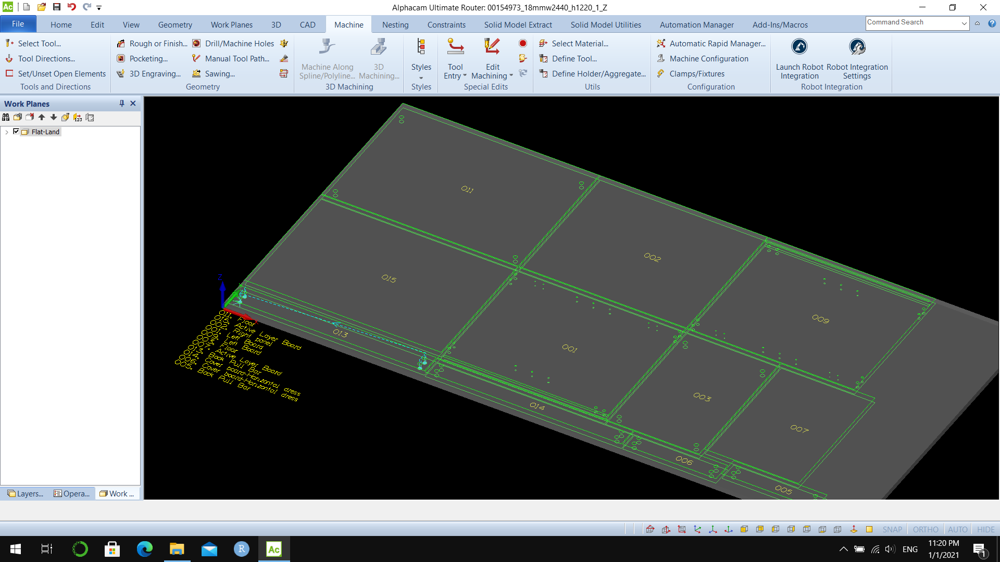 Ac
Alphacam Ultimate Router: 00154973_18mmw2440_h1220_1_Z
File
Home
Edit
View
Geometry
Work Planes
3D
CAD
Machine
Nesting
Constraints
Solid Model Extract
Solid Model Utilities
Automation Manager
Add-Ins/Macros
Command Search
Select Tool...
Tool Directions...
Set/Unset Open Elements
Tools and Directions
Rough or Finish...
Pocketing...
3D Engraving...
Drill/Machine Holes
Manual Tool Path...
Sawing...
Geometry
Machine Along
Spline/Polyline...
3D
Machining...
3D Machining
Styles
Styles
Tool
Entry
Edit
Machining
Special Edits
Select Material...
Define Tool...
Define Holder/Aggregate...
Utils
Automatic Rapid Manager...
Machine Configuration
Clamps/Fixtures
Configuration
Launch Robot
Integration
Robot Integration
Settings
Robot Integration
Work Planes
123
Flat-Land
Layers...
Opera...
Work ...
Z
X
011
002
015
009
013
001
014
003
007
006
005
011. Floor
015. Active Layer Board
002. Right panel
001. Left Board
009. Left Board
003. Floor Board
007. Active Layer Board
013. Back Pull Bar
014. Cover board-Horizontal dress
006. Cover board-Horizontal dress
005. Back Pull Bar
SNAP
ORTHO
AUTO
HIDE
R
Ac
ENG
11:20 PM
1/1/2021
1